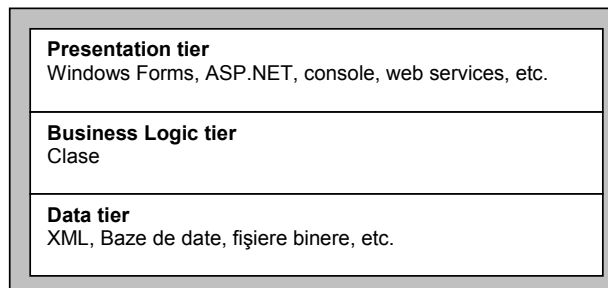 Presentation tier
Windows Forms, ASP.NET, console, web services, etc.
Business Logic tier
Clase
Data tier
XML, Baze de date, fişiere binere, etc.